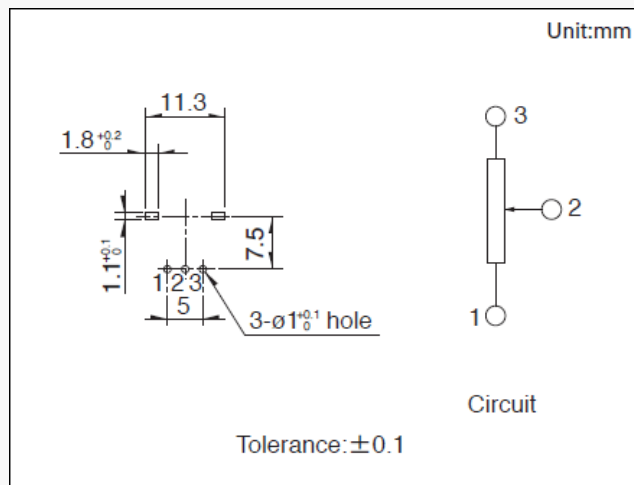 Unit:mm
11.3
1.8 +0.2 0
1.1 +0.1 0
7.5
1 2 3
5
3-ø1 +0.1 0 hole
3
2
1
Circuit
Tolerance:±0.1